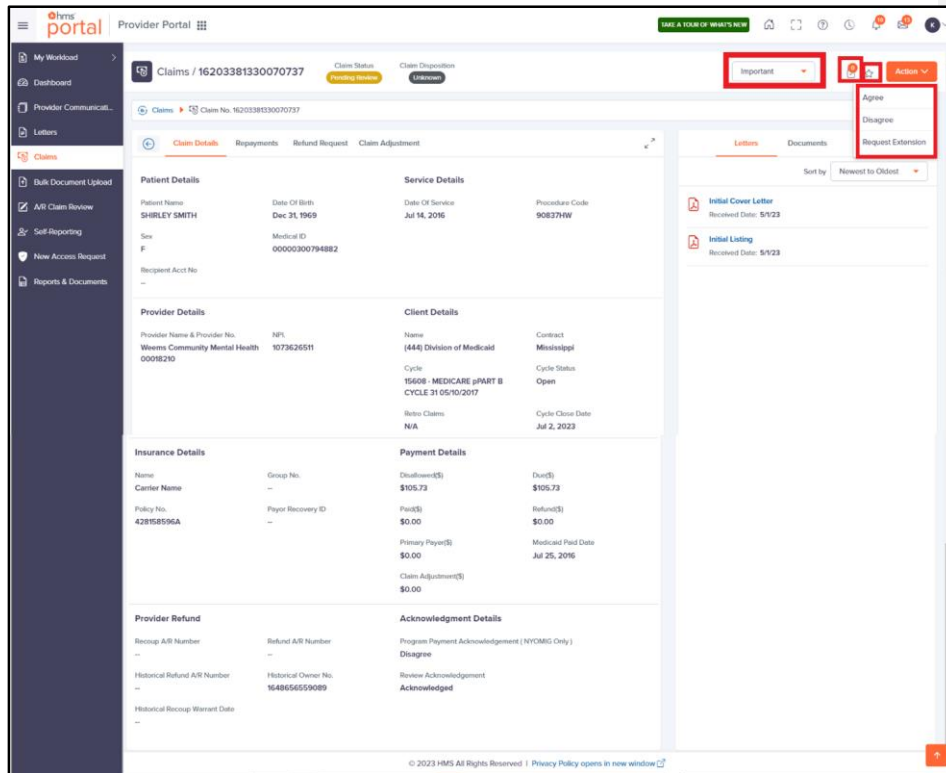 hms
portal
Provider Portal
TAKE A TOUR OF WHAT'S NEW
K
My Workload
Dashboard
Provider Communicati...
Letters
Claims
Bulk Document Upload
A/R Claim Review
Self-Reporting
New Access Request
Reports & Documents
Claims / 16203381330070737
Claim Status
Pending Review
Claim Disposition
Unknown
Important
Action
Agree
Disagree
Request Extension
Claims
Claim No. 16203381330070737
Claim Details Repayments Refund Request Claim Adjustment
Patient Details
Patient Name Date Of Birth
SHIRLEY SMITH Dec 31, 1969
Sex Medical ID
F 00000300794882
Recipient Acct No
--
Service Details
Date Of Service Procedure Code
Jul 14, 2016 90837HW
Provider Details
Provider Name & Provider No. NPI.
Weems Community Mental Health 1073626511
00018210
Client Details
Name Contract
(444) Division of Medicaid Mississippi
Cycle Cycle Status
15608 - MEDICARE pPART B Open
CYCLE 31 05/10/2017
Retro Claims Cycle Close Date
N/A Jul 2, 2023
Insurance Details
Name Group No.
Carrier Name --
Policy No. Payor Recovery ID
428158596A --
Payment Details
Disallowed($) Due($)
$105.73 $105.73
Paid($) Refund($)
$0.00 $0.00
Primary Payer($) Medicaid Paid Date
$0.00 Jul 25, 2016
Claim Adjustment($)
$0.00
Provider Refund
Recoup A/R Number Refund A/R Number
-- --
Historical Refund A/R Number Historical Owner No.
-- 1648656559089
Historical Recoup Warrant Date
--
Acknowledgment Details
Program Payment Acknowledgement ( NYOMIG Only )
Disagree
Review Acknowledgement
Acknowledged
Letters Documents
Sort by Newest to Oldest
Initial Cover Letter
Received Date: 5/1/23
Initial Listing
Received Date: 5/1/23
© 2023 HMS All Rights Reserved | Privacy Policy opens in new window